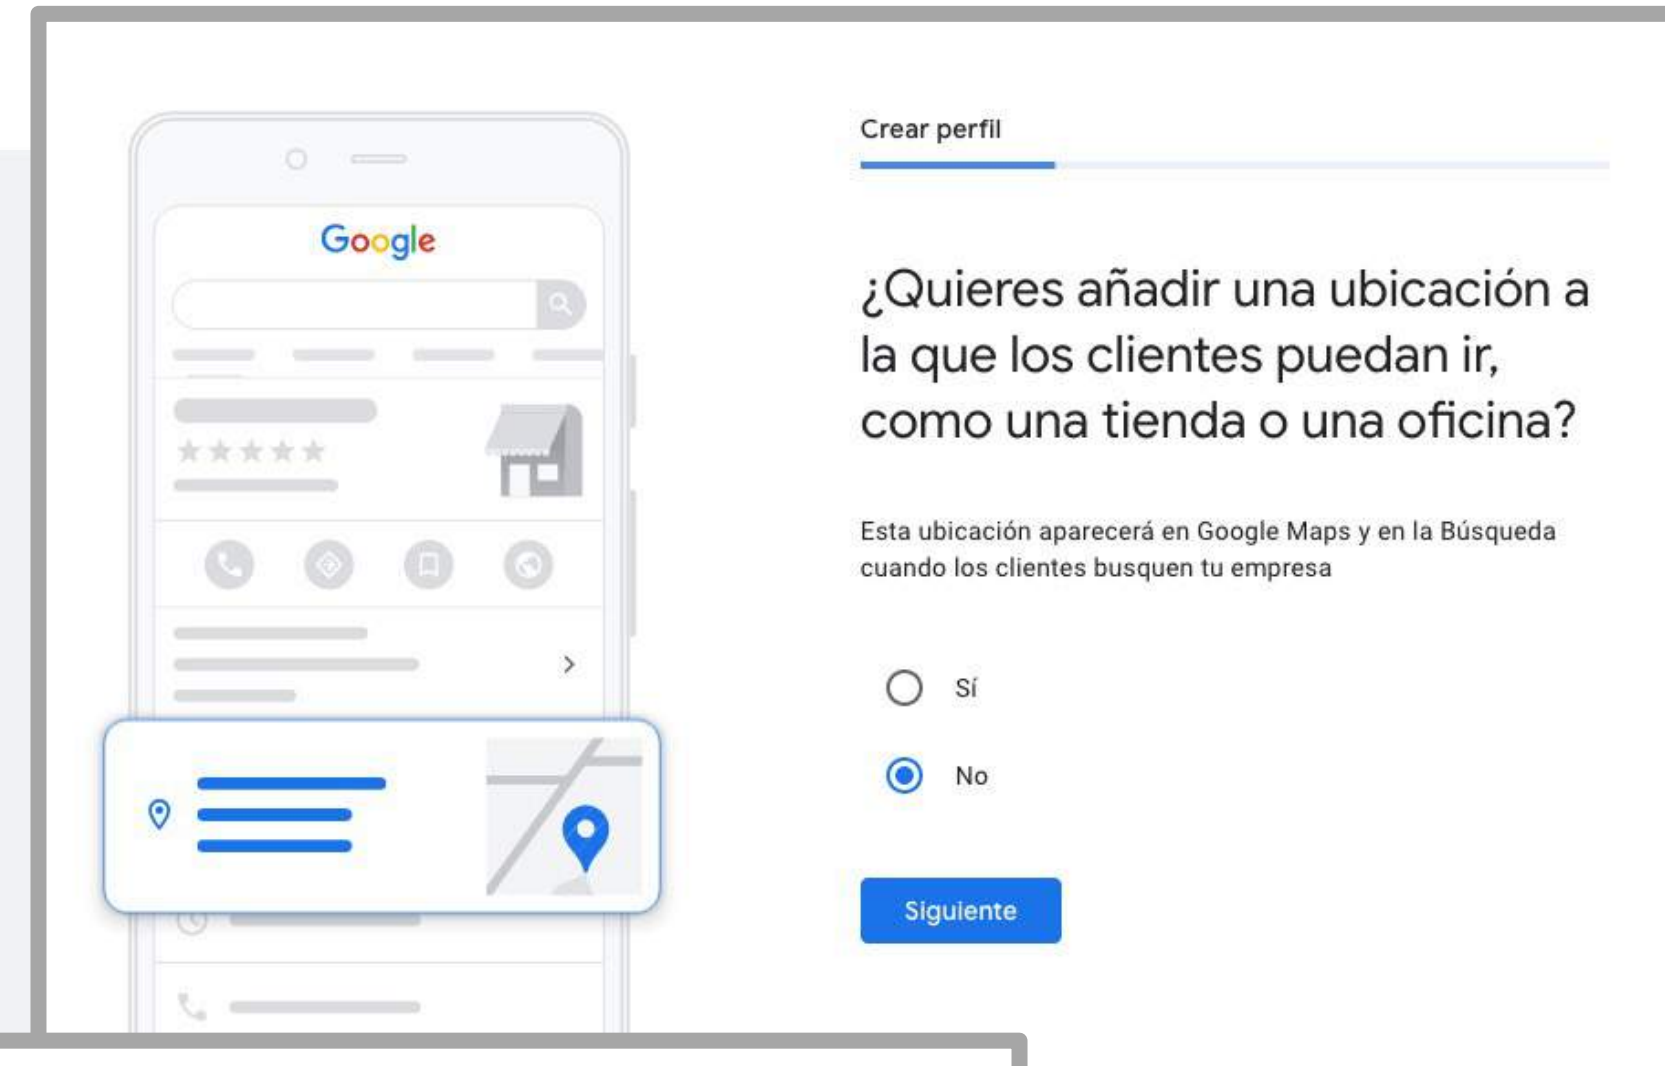 Google
Crear perfil
¿Quieres añadir una ubicación a
la que los clientes puedan ir,
como una tienda o una oficina?
Esta ubicación aparecerá en Google Maps y en la Búsqueda
cuando los clientes busquen tu empresa
Sí
No
Siguiente